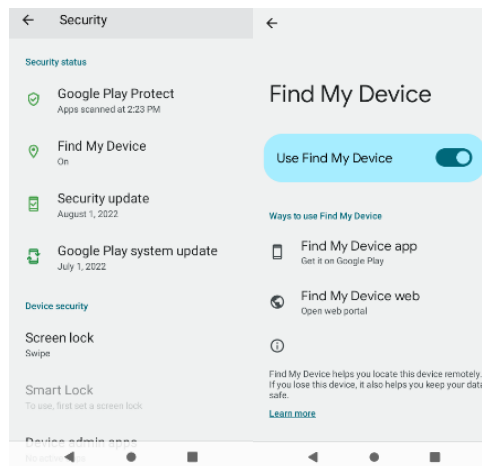 Security
Security status
Google Play Protect
Apps scanned at 2:23 PM
Find My Device
On
Security update
August 1, 2022
Google Play system update
July 1, 2022
Device security
Screen lock
Swipe
Smart Lock
To use, first set a screen lock
Device admin apps
Find My Device
Use Find My Device
Ways to use Find My Device
Find My Device app
Get it on Google Play
Find My Device web
Open web portal
Find My Device helps you locate this device remotely.
If you lose this device, it also helps you keep your data
safe.
Learn more